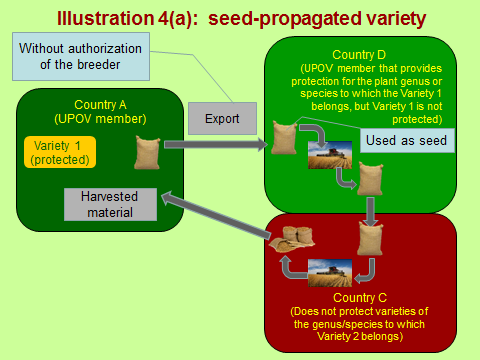 Illustration 4(a):  seed-propagated variety
Without authorization
of the breeder
Country A
(UPOV member)
Variety 1
(protected)
Export
Harvested
material
Country D
(UPOV member that provides
protection for the plant genus or
species to which the Variety 1
belongs, but Variety 1 is not
protected)
Used as seed
Country C
(Does not protect varieties of
the genus/species to which
Variety 2 belongs)